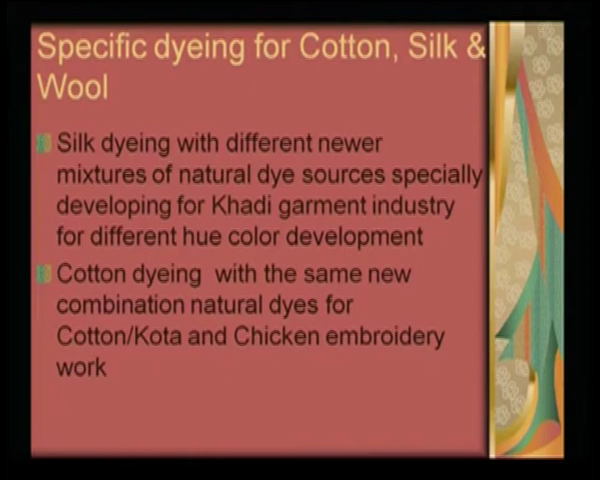 Specific dyeing for Cotton, Silk &
Wool
Silk dyeing with different newer
mixtures of natural dye sources specially
developing for Khadi garment industry
for different hue color development
Cotton dyeing with the same new
combination natural dyes for
Cotton/Kota and Chicken embroidery
work